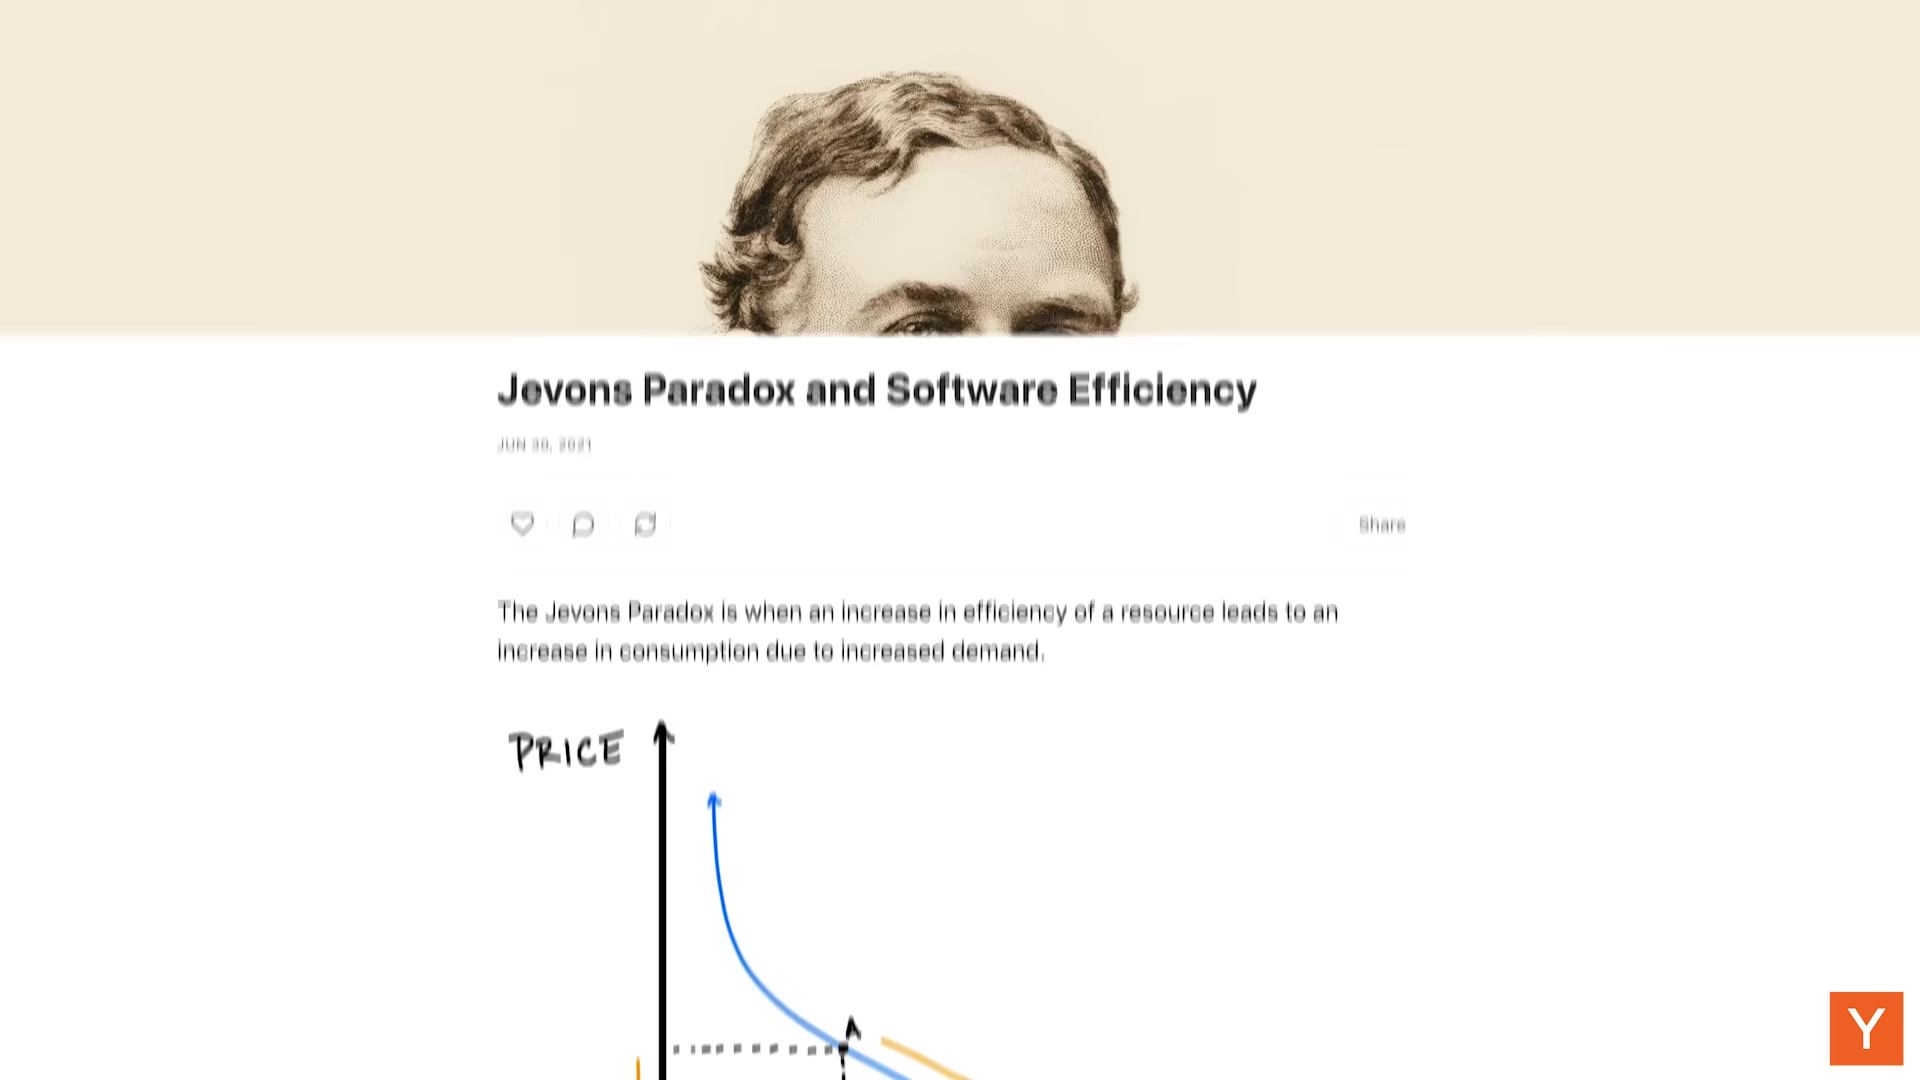 Jevons Paradox and Software Efficiency
JUN 30, 2021
Share
The Jevons Paradox is when an increase in efficiency of a resource leads to an
increase in consumption due to increased demand.
PRICE
A
Y